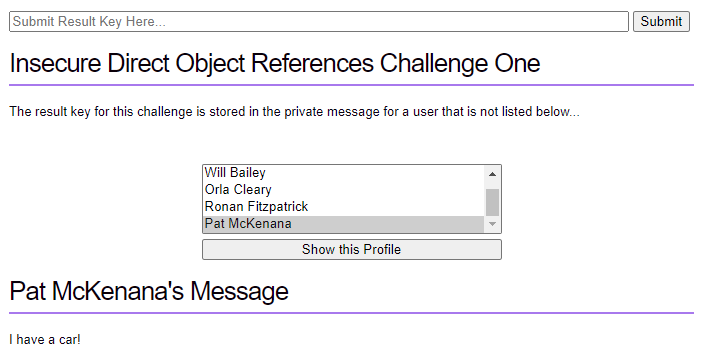 Submit Result Key Here...
Submit
Insecure Direct Object References Challenge One
The result key for this challenge is stored in the private message for a user that is not listed below...
Will Bailey
Orla Cleary
Ronan Fitzpatrick
Pat McKenana
Show this Profile
Pat McKenana's Message
I have a car!